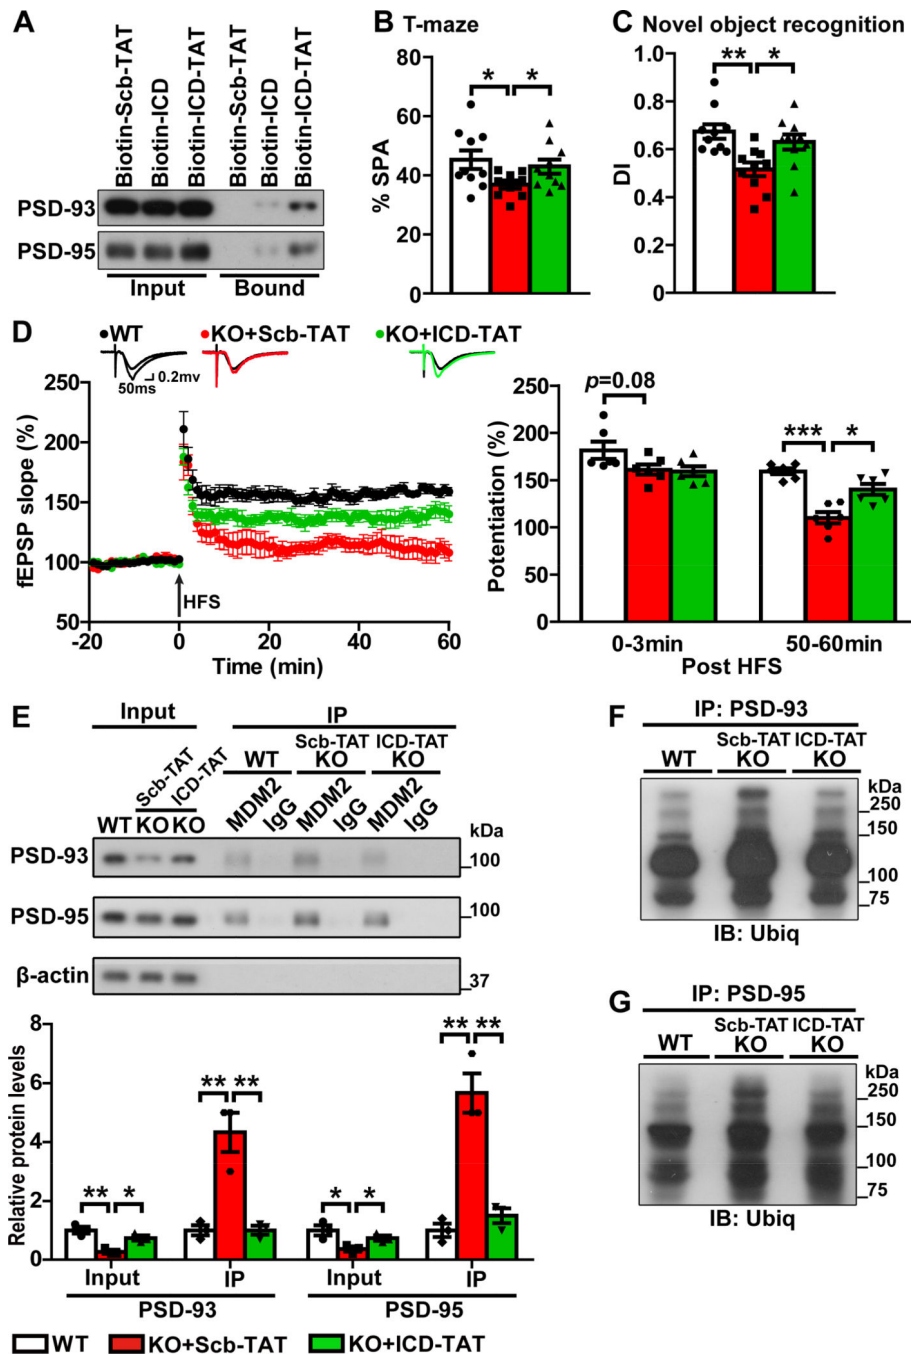 A
Biotin-Scb-TAT
Biotin-ICD
Biotin-ICD-TAT
Biotin-Scb-TAT
Biotin-ICD
Biotin-ICD-TAT
PSD-93
PSD-95
Input
Bound
B T-maze
% SPA
80
60
40
20
0
*
*
C Novel object recognition
DI
1.0
0.8
0.6
0.4
0.2
0
**
*
D
WT
KO+Scb-TAT
KO+ICD-TAT
0.2mv
50ms
fEPSP slope (%)
250
200
150
100
50
HFS
-20 0 20 40 60
Time (min)
Potentiation (%)
250
200
150
100
50
0
p=0.08
***
*
0-3min
50-60min
Post HFS
E
Input
IP
WT
Scb-TAT KO
ICD-TAT KO
WT
Scb-TAT
KO
ICD-TAT
KO
MDM2
IgG
MDM2
IgG
MDM2
IgG
kDa
PSD-93
100
PSD-95
100
β-actin
37
Relative protein levels
8
6
4
2
0
**
*
**
**
*
*
**
**
Input
IP
Input
IP
PSD-93
PSD-95
WT
KO+Scb-TAT
KO+ICD-TAT
F
IP: PSD-93
WT
Scb-TAT
KO
ICD-TAT
KO
kDa
250
150
100
75
IB: Ubiq
G
IP: PSD-95
WT
Scb-TAT
KO
ICD-TAT
KO
kDa
250
150
100
75
IB: Ubiq